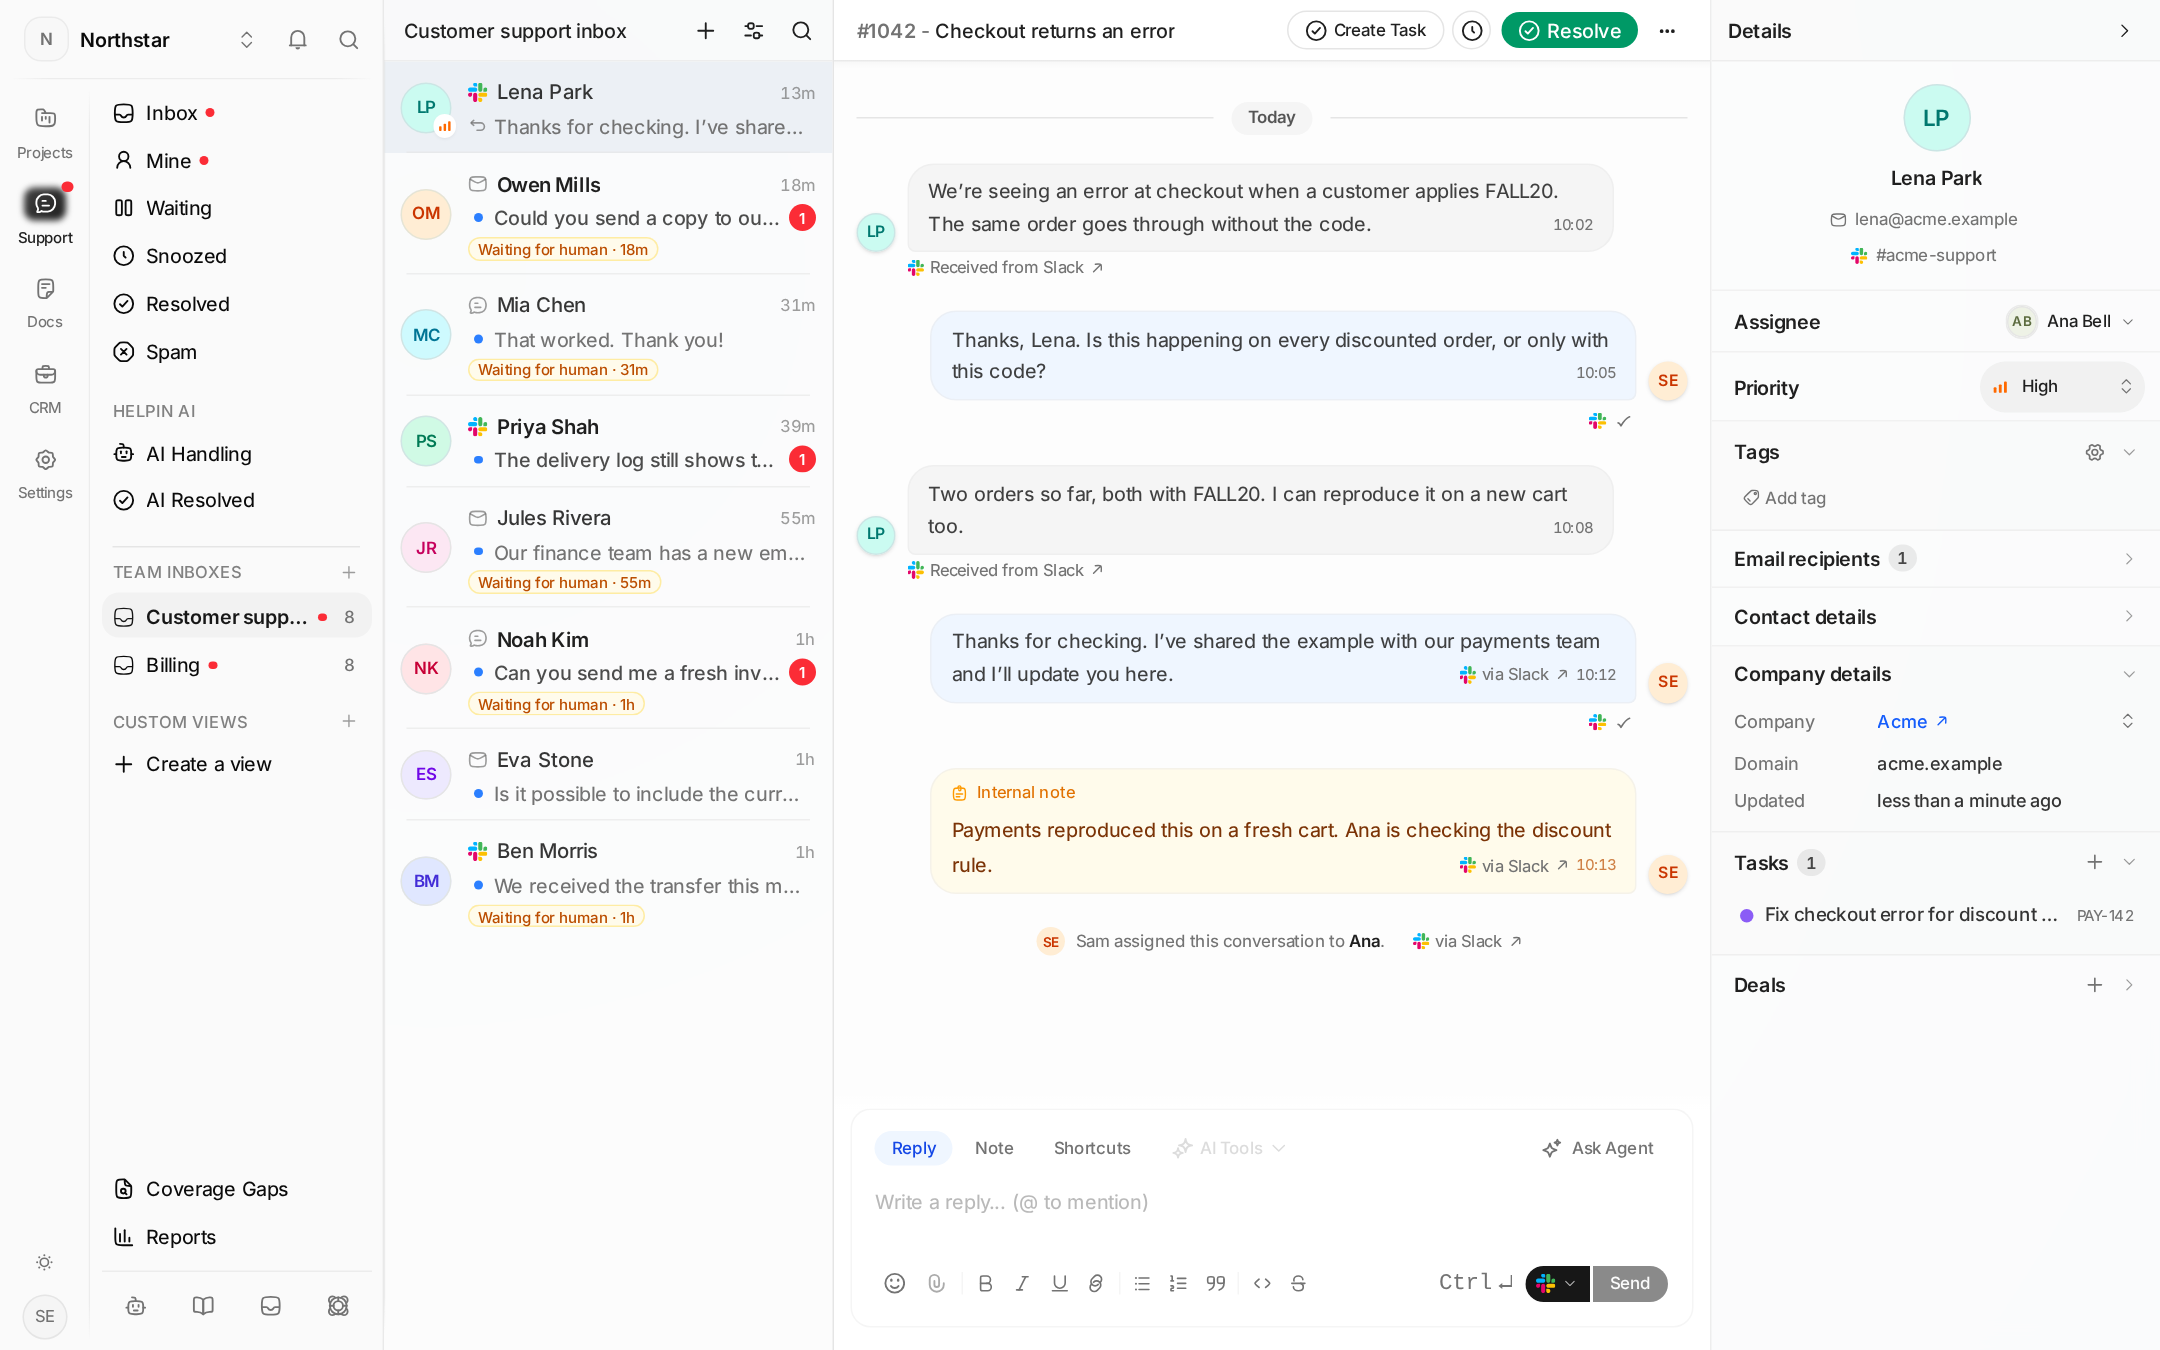 N
Northstar
Projects
Support
Docs
CRM
Settings
SE
Inbox
Mine
Waiting
Snoozed
Resolved
Spam
HELPIN AI
AI Handling
AI Resolved
TEAM INBOXES
Customer supp... 8
Billing 8
CUSTOM VIEWS
Create a view
Coverage Gaps
Reports
Customer support inbox
LP
Lena Park 13m
Thanks for checking. I’ve share...
OM
Owen Mills 18m
Could you send a copy to ou... 1
Waiting for human · 18m
MC
Mia Chen 31m
That worked. Thank you!
Waiting for human · 31m
PS
Priya Shah 39m
The delivery log still shows t... 1
JR
Jules Rivera 55m
Our finance team has a new em...
Waiting for human · 55m
NK
Noah Kim 1h
Can you send me a fresh inv... 1
Waiting for human · 1h
ES
Eva Stone 1h
Is it possible to include the curr...
BM
Ben Morris 1h
We received the transfer this m...
Waiting for human · 1h
#1042 - Checkout returns an error
Create Task
Resolve
Today
We’re seeing an error at checkout when a customer applies FALL20.
The same order goes through without the code. 10:02
LP
Received from Slack
Thanks, Lena. Is this happening on every discounted order, or only with
this code? 10:05
SE
Two orders so far, both with FALL20. I can reproduce it on a new cart
too. 10:08
LP
Received from Slack
Thanks for checking. I’ve shared the example with our payments team
and I’ll update you here. via Slack 10:12
SE
Internal note
Payments reproduced this on a fresh cart. Ana is checking the discount
rule. via Slack 10:13
SE
SE Sam assigned this conversation to Ana. via Slack
Reply Note Shortcuts AI Tools Ask Agent
Write a reply... (@ to mention)
Ctrl Send
Details
LP
Lena Park
lena@acme.example
#acme-support
Assignee AB Ana Bell
Priority High
Tags
Add tag
Email recipients 1
Contact details
Company details
Company Acme
Domain acme.example
Updated less than a minute ago
Tasks 1
Fix checkout error for discount ... PAY-142
Deals